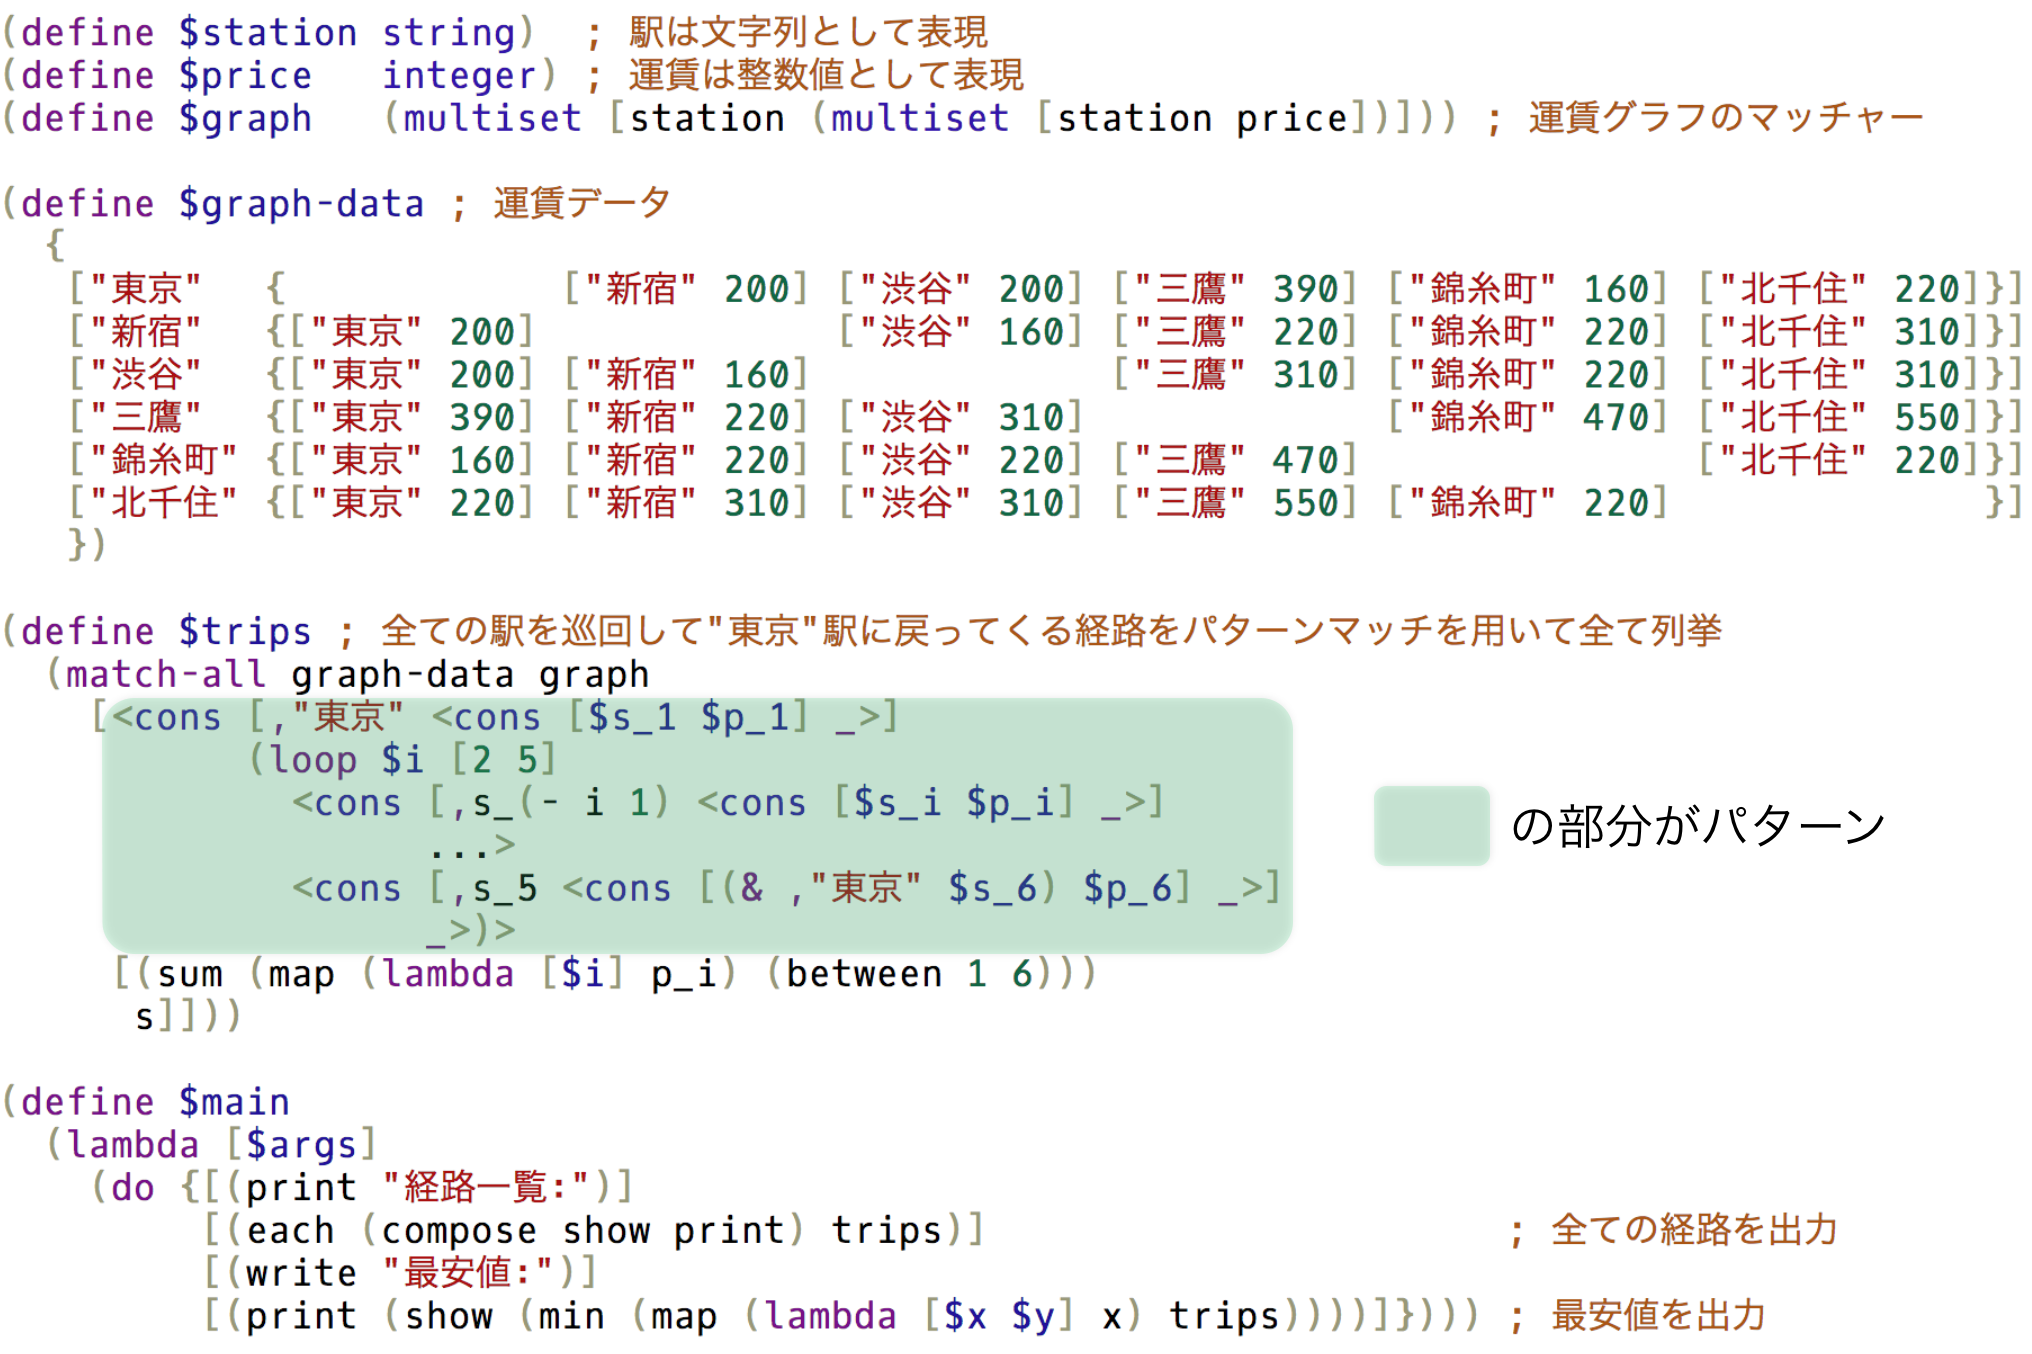 (define $station string)  ; 駅は文字列として表現
(define $price   integer) ; 運賃は整数値として表現
(define $graph   (multiset [station (multiset [station price])])) ; 運賃グラフのマッチャー
(define $graph-data ; 運賃データ
  {
   ["東京"   {            ["新宿" 200] ["渋谷" 200] ["三鷹" 390] ["錦糸町" 160] ["北千住" 220]}]
   ["新宿"   {["東京" 200]            ["渋谷" 160] ["三鷹" 220] ["錦糸町" 220] ["北千住" 310]}]
   ["渋谷"   {["東京" 200] ["新宿" 160]            ["三鷹" 310] ["錦糸町" 220] ["北千住" 310]}]
   ["三鷹"   {["東京" 390] ["新宿" 220] ["渋谷" 310]            ["錦糸町" 470] ["北千住" 550]}]
   ["錦糸町" {["東京" 160] ["新宿" 220] ["渋谷" 220] ["三鷹" 470]              ["北千住" 220]}]
   ["北千住" {["東京" 220] ["新宿" 310] ["渋谷" 310] ["三鷹" 550] ["錦糸町" 220]              }]
   })
(define $trips ; 全ての駅を巡回して"東京"駅に戻ってくる経路をパターンマッチを用いて全て列挙
  (match-all graph-data graph
    [<cons [,"東京" <cons [$s_1 $p_1] _>]
           (loop $i [2 5]
             <cons [,s_(- i 1) <cons [$s_i $p_i] _>]
                   ...>
             <cons [,s_5 <cons [(& ,"東京" $s_6) $p_6] _>]
                   _>)>
     [(sum (map (lambda [$i] p_i) (between 1 6)))
      s]]))
の部分がパターン
(define $main
  (lambda [$args]
    (do {[(print "経路一覧:")]
         [(each (compose show print) trips)]                        ; 全ての経路を出力
         [(write "最安値:")]
         [(print (show (min (map (lambda [$x $y] x) trips))))]}))) ; 最安値を出力